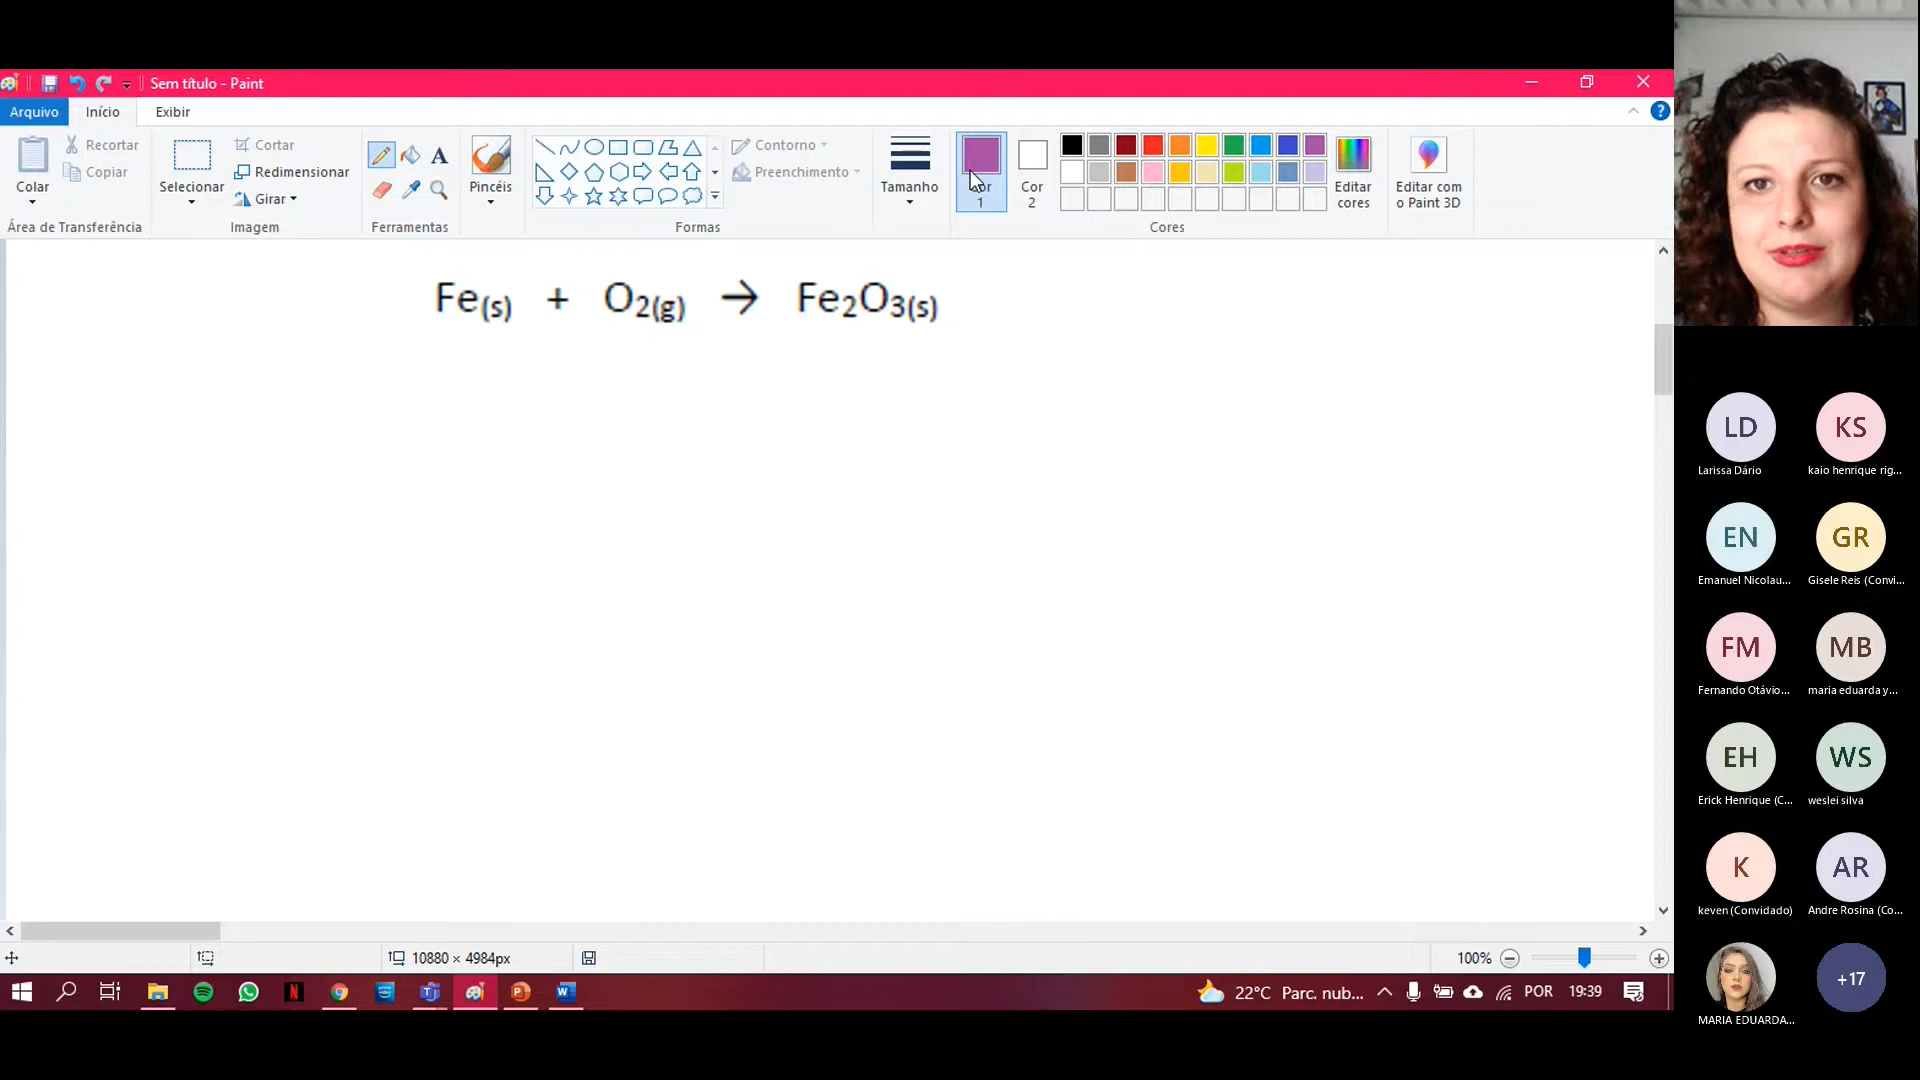 Sem título - Paint
Arquivo Início Exibir
Colar
Recortar
Copiar
Área de Transferência
Selecionar
Cortar
Redimensionar
Girar
Imagem
A
Ferramentas
Pincéis
Contorno
Preenchimento
Formas
Tamanho
Cor 1
Cor 2
Editar cores
Editar com o Paint 3D
Cores
Fe(s) + O2(g) → Fe2O3(s)
10880 × 4984px
100%
22°C Parc. nub... POR 19:39
LD
Larissa Dário
KS
kaio henrique rig...
EN
Emanuel Nicolau...
GR
Gisele Reis (Convi...
FM
Fernando Otávio...
MB
maria eduarda y...
EH
Erick Henrique (C...
WS
weslei silva
K
keven (Convidado)
AR
Andre Rosina (Co...
MARIA EDUARDA...
+17